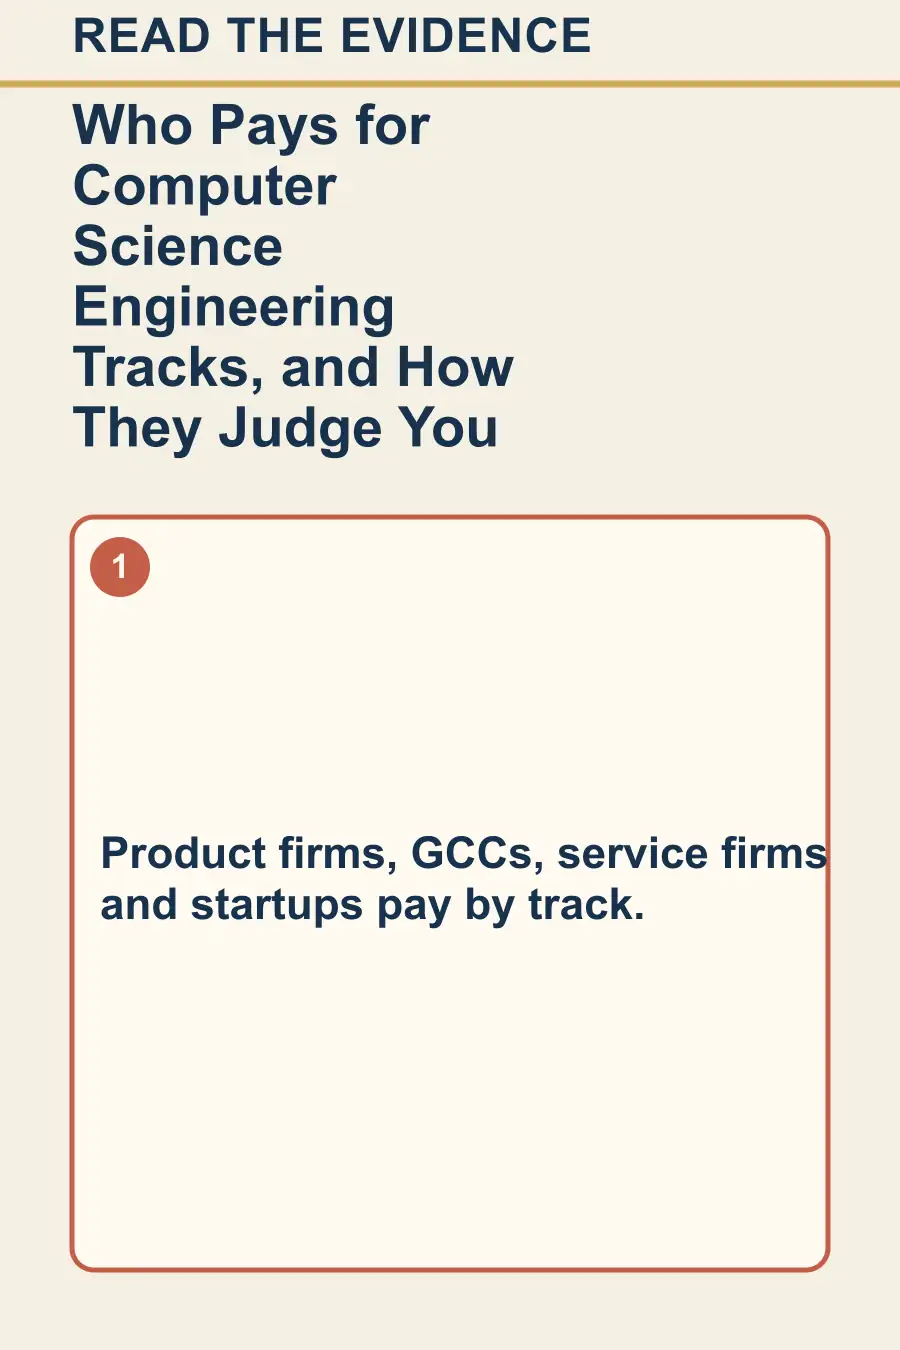 READ THE EVIDENCE
Who Pays for
Computer
Science
Engineering
Tracks, and How
They Judge You
1
Product firms, GCCs, service firms
and startups pay by track.